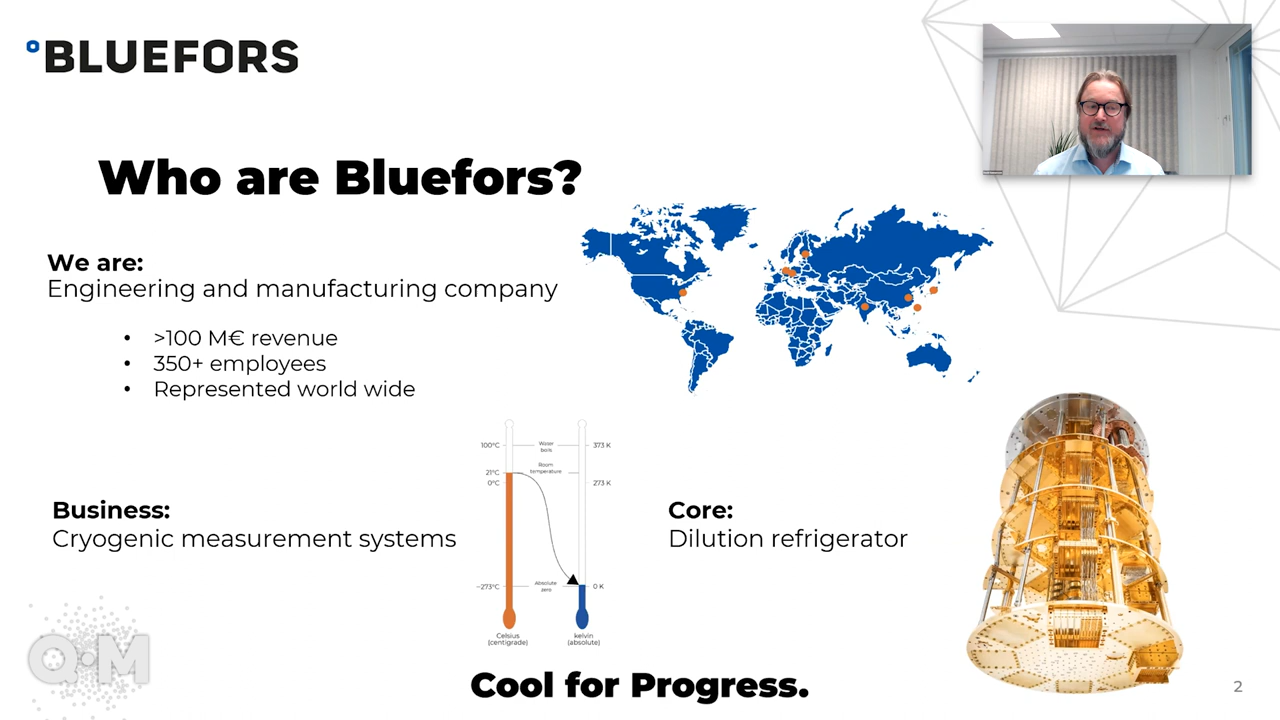 BLUEFORS
Who are Bluefors?
We are:
Engineering and manufacturing company
• >100 M€ revenue
• 350+ employees
• Represented world wide
100°C
Water
boils
373 K
21°C
Room
temperature
0°C
273 K
−273°C
Absolute
zero
0 K
Celsius
(centigrade)
kelvin
(absolute)
Business:
Cryogenic measurement systems
Core:
Dilution refrigerator
Q M
Cool for Progress.
2